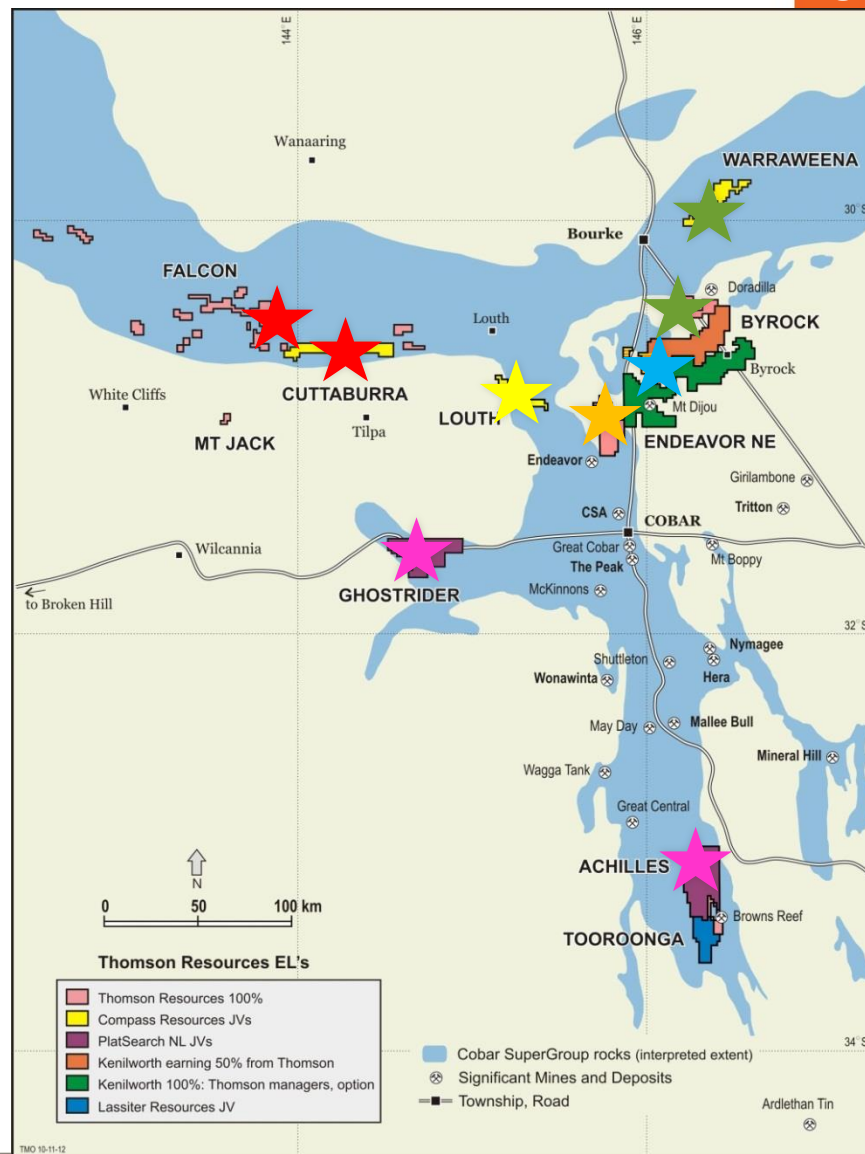 144°E
146°E
Wanaaring
WARRAWEENA
30°S
Bourke
FALCON
Doradilla
Louth
BYROCK
Byrock
CUTTABURRA
White Cliffs
LOUTH
Mt Dijou
MT JACK
Tilpa
ENDEAVOR NE
Endeavor
Girilambone
CSA
Tritton
COBAR
Wilcannia
Great Cobar
Mt Boppy
The Peak
McKinnons
GHOSTRIDER
to Broken Hill
32°S
Nymagee
Shuttleton
Hera
Wonawinta
May Day
Mallee Bull
Mineral Hill
Wagga Tank
Great Central
ACHILLES
N
0 50 100 km
Browns Reef
TOOROONGA
Thomson Resources EL's
Thomson Resources 100%
Compass Resources JVs
PlatSearch NL JVs
Kenilworth earning 50% from Thomson
Kenilworth 100%: Thomson managers, option
Lassiter Resources JV
34°S
Cobar SuperGroup rocks (interpreted extent)
Significant Mines and Deposits
Township, Road
Ardlethan Tin
TMO 10-11-12